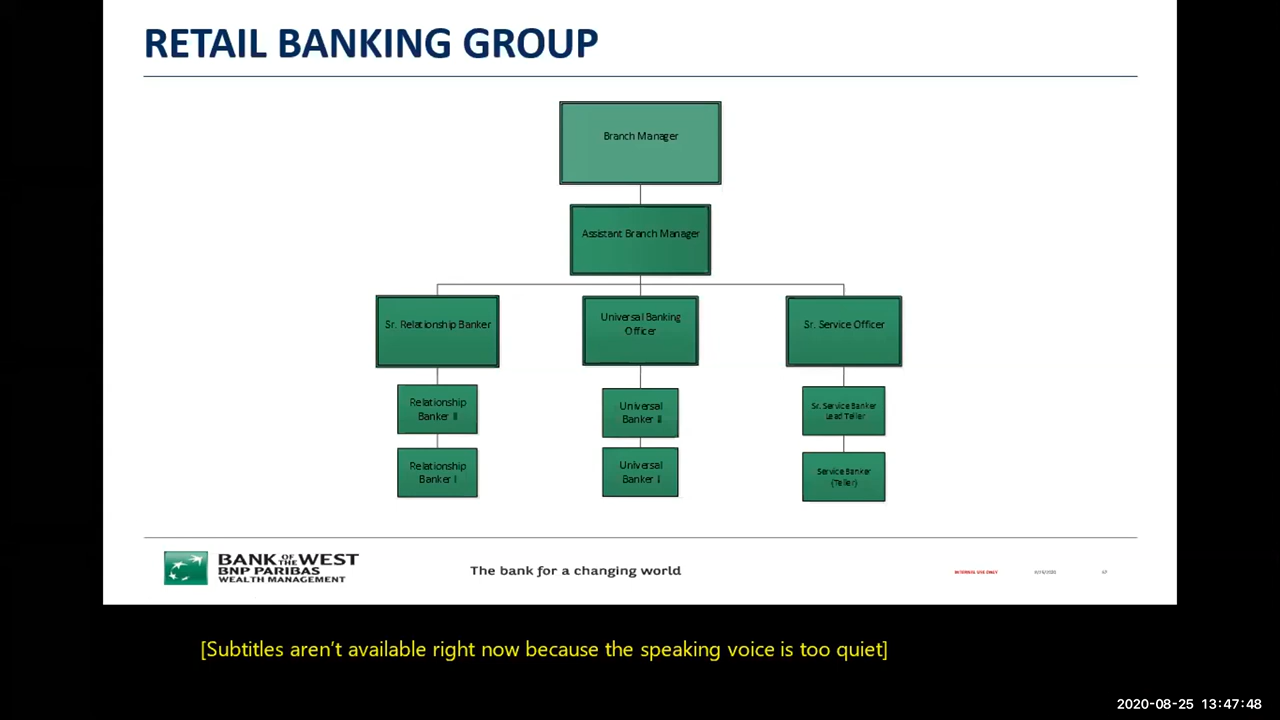 RETAIL BANKING GROUP
Branch Manager
Assistant Branch Manager
Sr. Relationship Banker
Universal Banking
Officer
Sr. Service Officer
Relationship
Banker II
Universal
Banker II
Sr. Service Banker
Lead Teller
Relationship
Banker I
Universal
Banker I
Service Banker
(Teller)
BANK OF THE WEST
BNP PARIBAS
WEALTH MANAGEMENT
The bank for a changing world
INTERNAL USE ONLY
[Subtitles aren't available right now because the speaking voice is too quiet]
2020-08-25 13:47:48